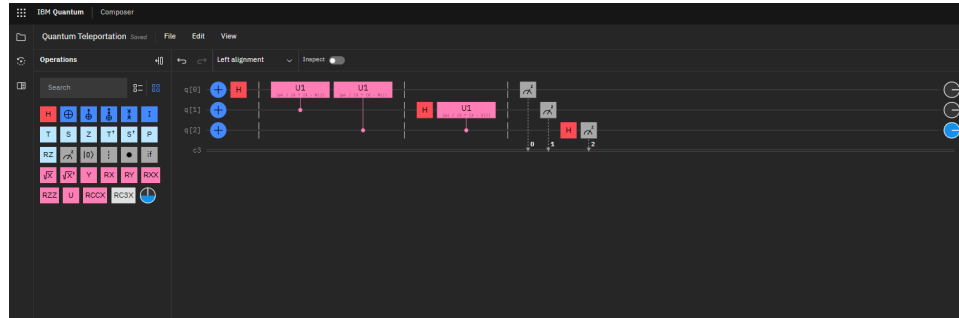 IBM Quantum Composer
Quantum Teleportation Saved File Edit View
Operations Left alignment Inspect
Search
H I
T S Z T† S† P
RZ |0⟩ if
√X √X† Y RX RY RXX
RZZ U RCCX RC3X
q[0] H U1 U1 z
q[1] H U1 z
q[2] H z
c3 0 1 2